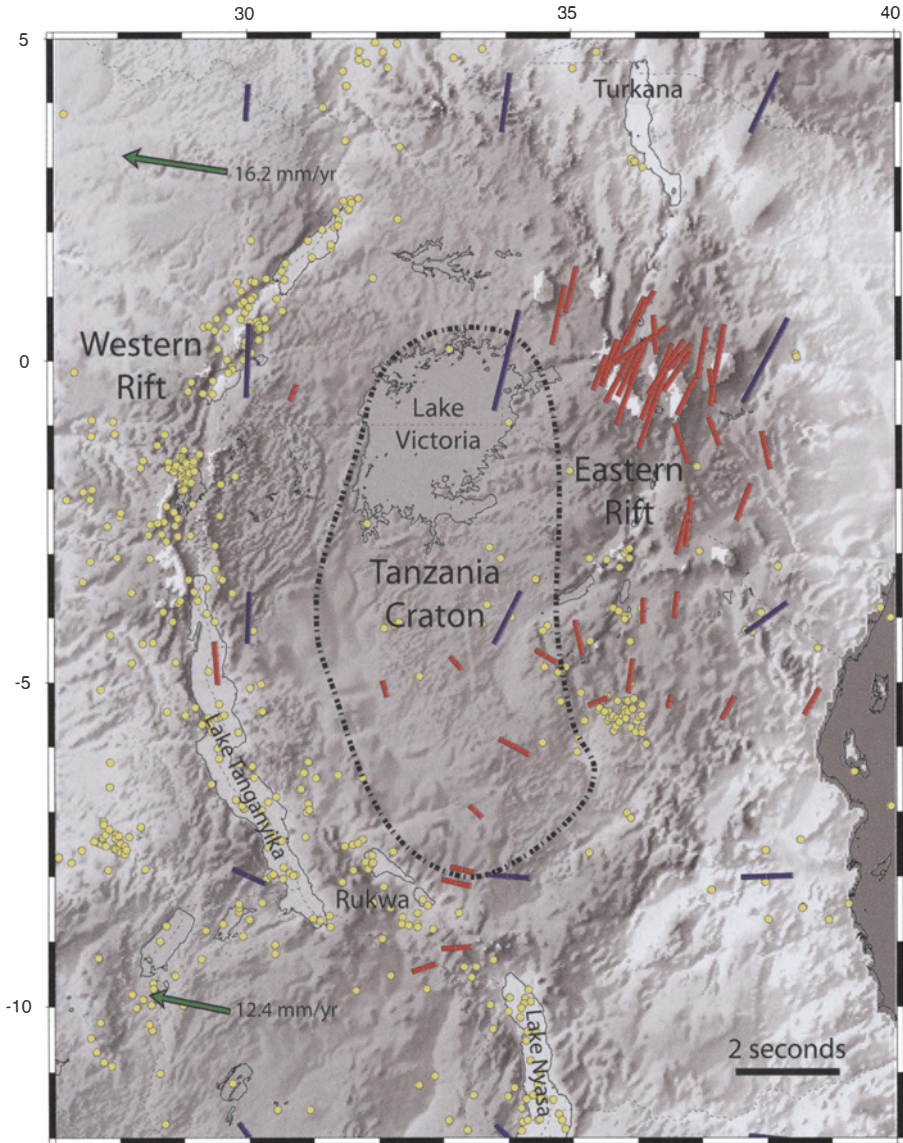 30
35
40
5
Turkana
16.2 mm/yr
Western
Rift
0
Lake
Victoria
Eastern
Rift
Tanzania
Craton
-5
Lake Tanganyika
Rukwa
-10
12.4 mm/yr
Lake Nyasa
2 seconds